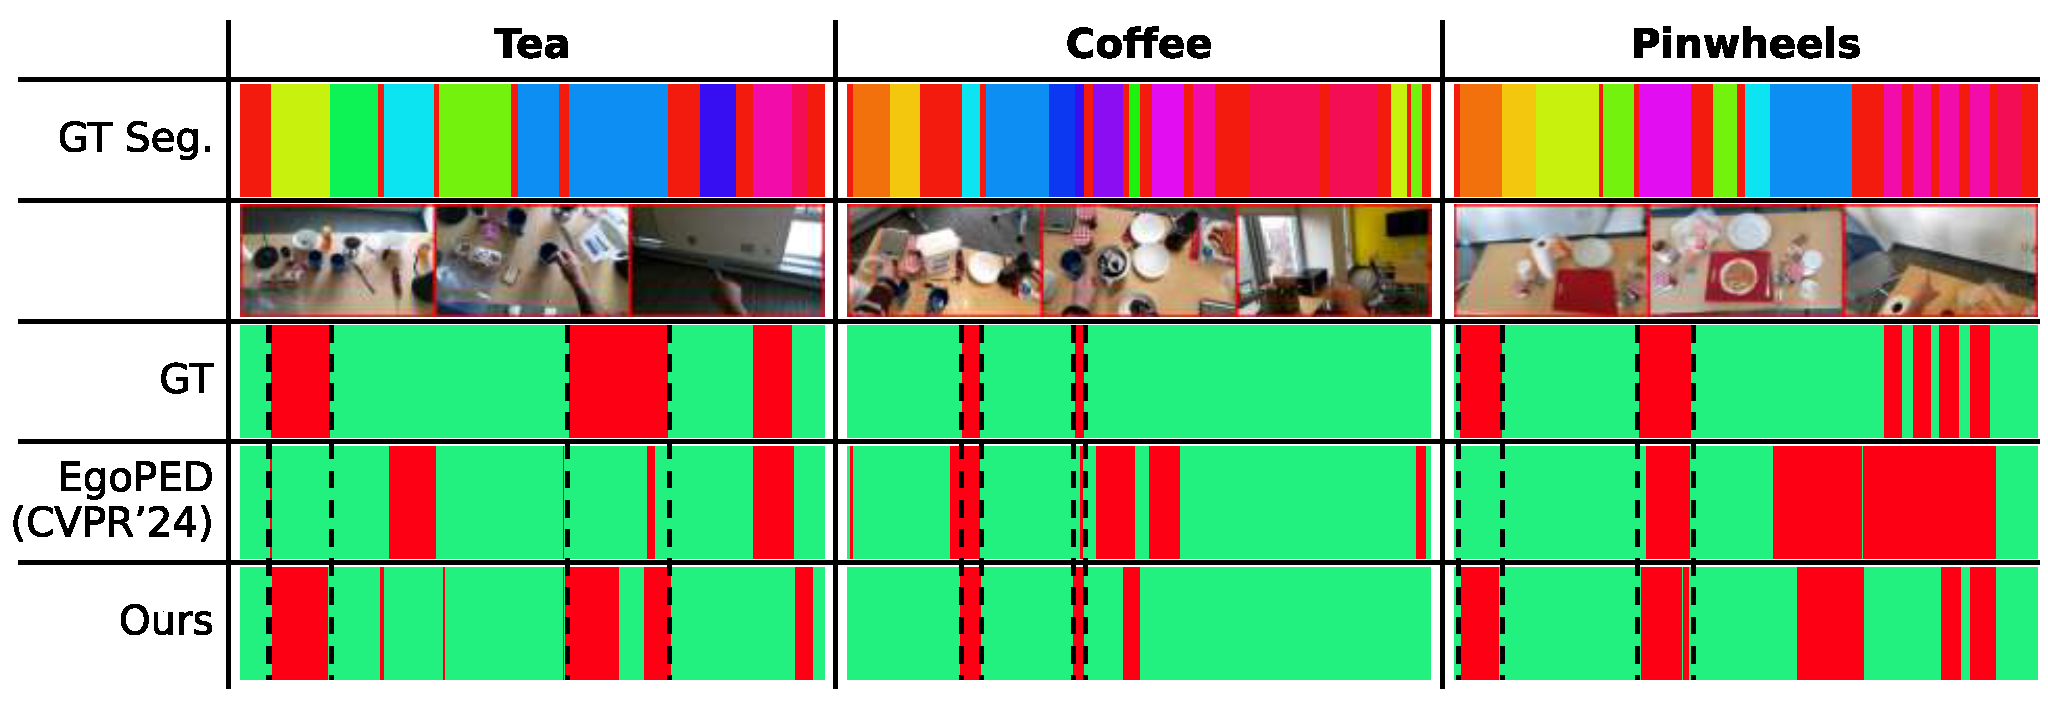 Tea
Coffee
Pinwheels
GT Seg.
GT
EgoPED
(CVPR’24)
Ours